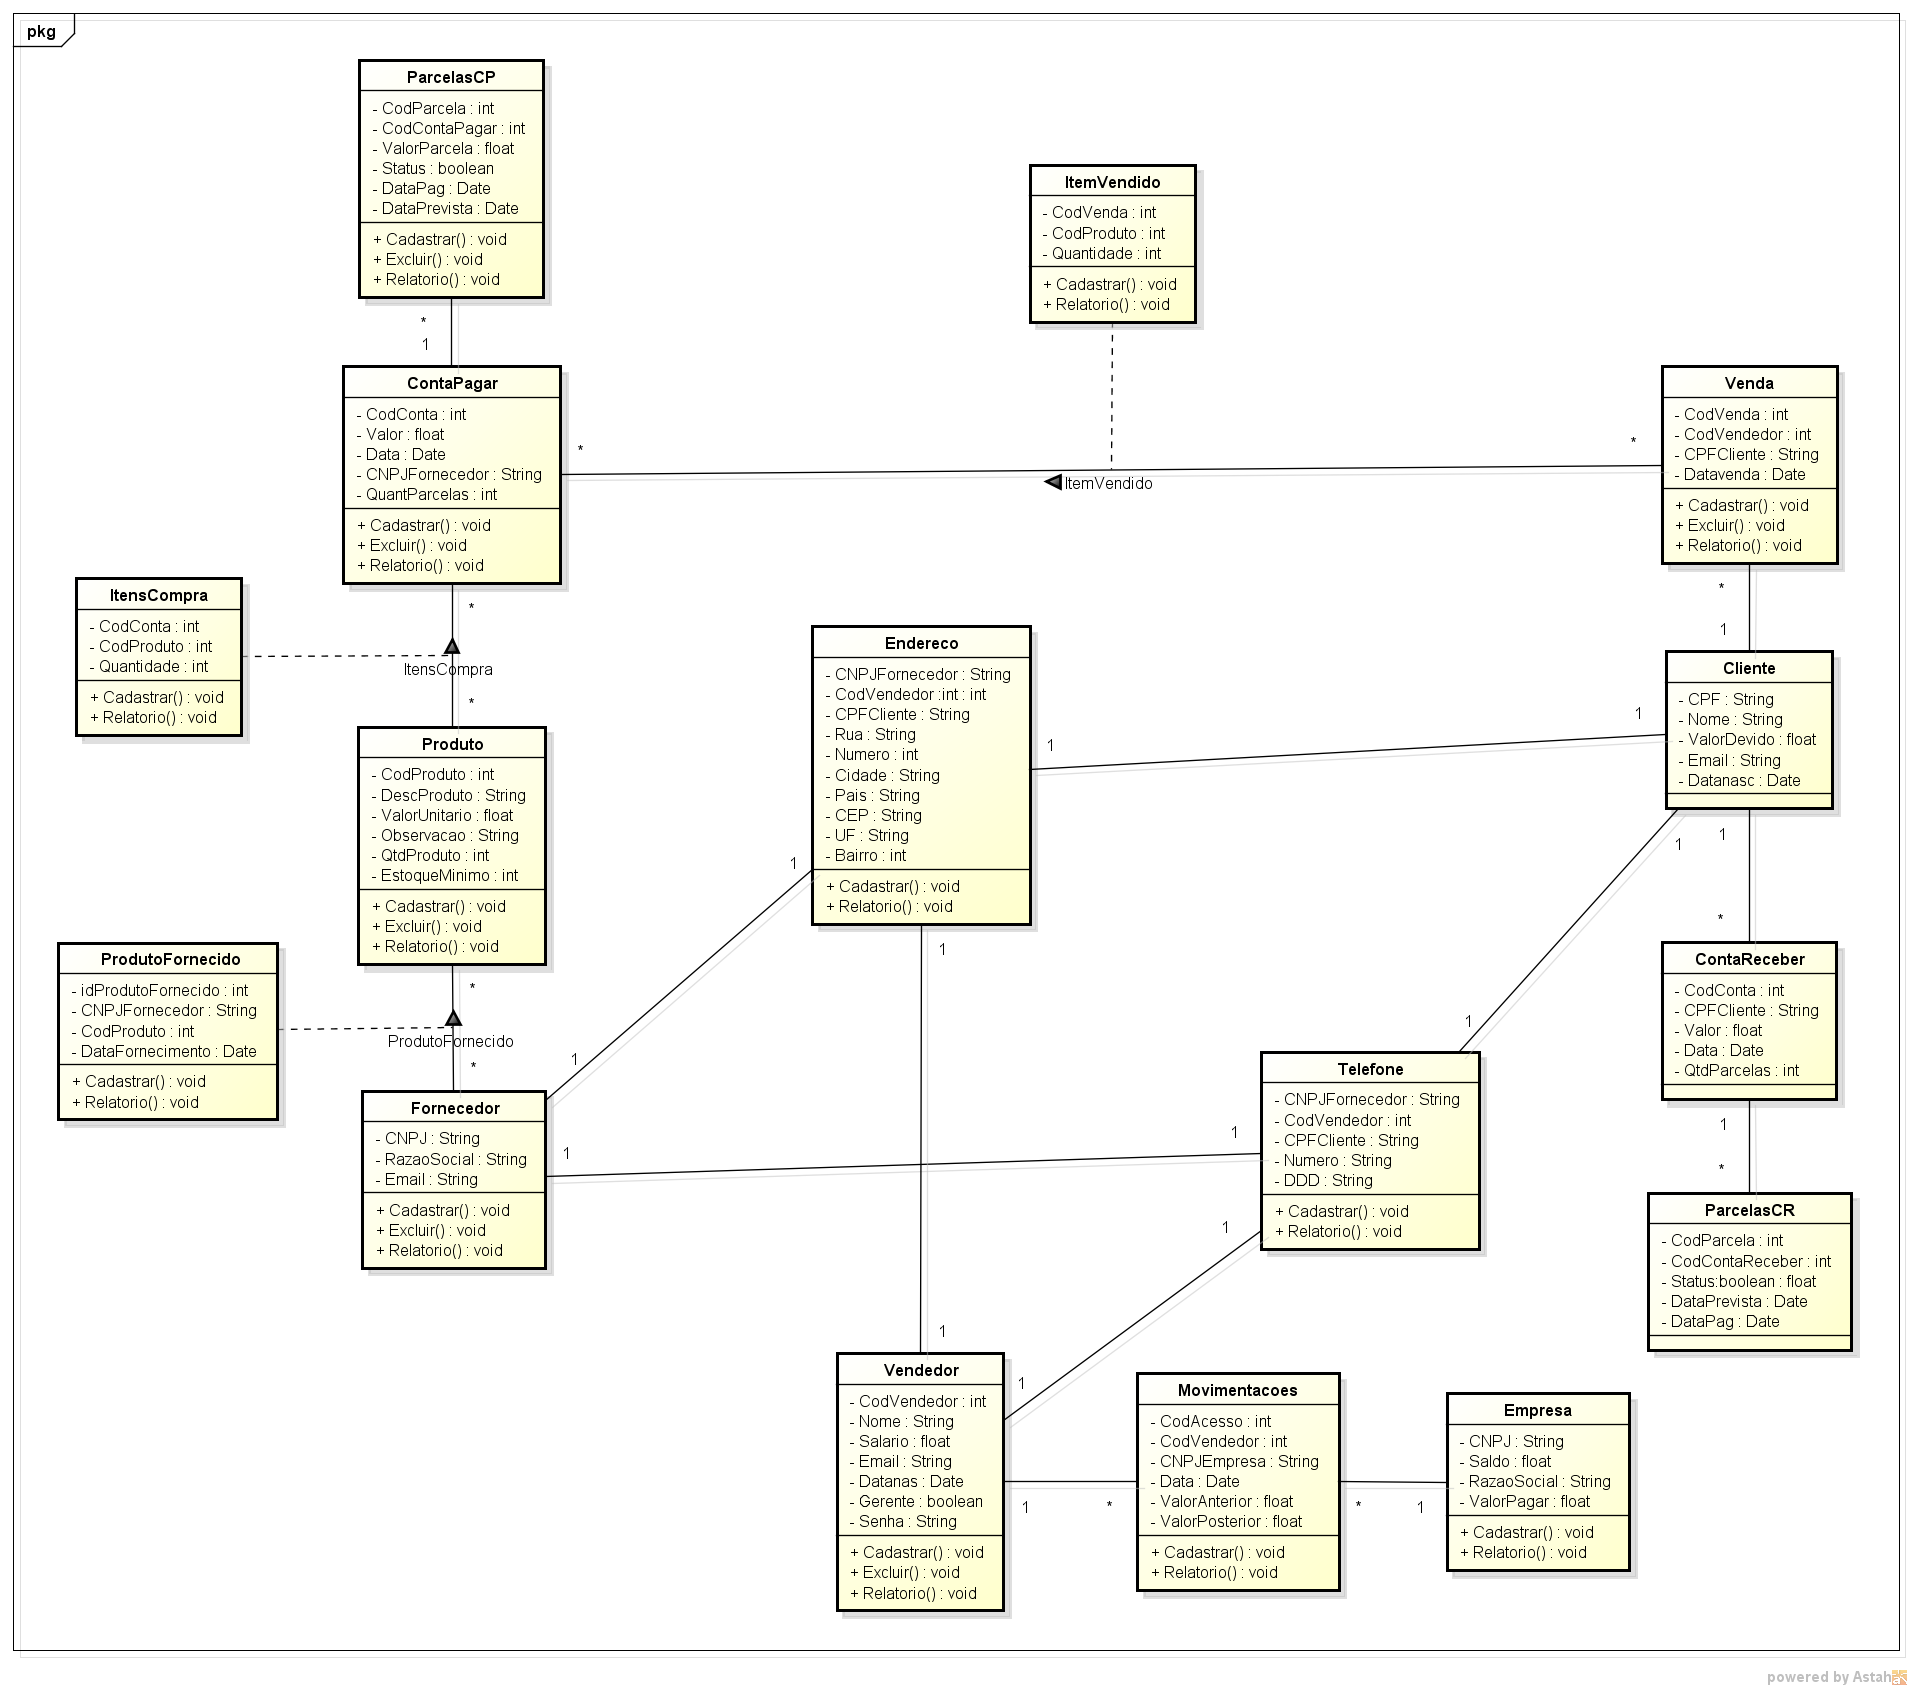 pkg
ParcelasCP
- CodParcela : int
- CodContaPagar : int
- ValorParcela : float
- Status : boolean
- DataPag : Date
- DataPrevista : Date
+ Cadastrar() : void
+ Excluir() : void
+ Relatorio() : void
*
1
ItemVendido
- CodVenda : int
- CodProduto : int
- Quantidade : int
+ Cadastrar() : void
+ Relatorio() : void
ContaPagar
- CodConta : int
- Valor : float
- Data : Date
- CNPJFornecedor : String
- QuantParcelas : int
+ Cadastrar() : void
+ Excluir() : void
+ Relatorio() : void
*
*
ItemVendido
Venda
- CodVenda : int
- CodVendedor : int
- CPFCliente : String
- Datavenda : Date
+ Cadastrar() : void
+ Excluir() : void
+ Relatorio() : void
*
1
ItensCompra
- CodConta : int
- CodProduto : int
- Quantidade : int
+ Cadastrar() : void
+ Relatorio() : void
*
ItensCompra
*
Endereco
- CNPJFornecedor : String
- CodVendedor :int : int
- CPFCliente : String
- Rua : String
- Numero : int
- Cidade : String
- Pais : String
- CEP : String
- UF : String
- Bairro : int
+ Cadastrar() : void
+ Relatorio() : void
1
1
1
1
Cliente
- CPF : String
- Nome : String
- ValorDevido : float
- Email : String
- Datanasc : Date
1
1
*
Produto
- CodProduto : int
- DescProduto : String
- ValorUnitario : float
- Observacao : String
- QtdProduto : int
- EstoqueMinimo : int
+ Cadastrar() : void
+ Excluir() : void
+ Relatorio() : void
*
ProdutoFornecido
*
ProdutoFornecido
- idProdutoFornecido : int
- CNPJFornecedor : String
- CodProduto : int
- DataFornecimento : Date
+ Cadastrar() : void
+ Relatorio() : void
ContaReceber
- CodConta : int
- CPFCliente : String
- Valor : float
- Data : Date
- QtdParcelas : int
1
*
Fornecedor
- CNPJ : String
- RazaoSocial : String
- Email : String
+ Cadastrar() : void
+ Excluir() : void
+ Relatorio() : void
1
1
1
1
Telefone
- CNPJFornecedor : String
- CodVendedor : int
- CPFCliente : String
- Numero : String
- DDD : String
+ Cadastrar() : void
+ Relatorio() : void
1
ParcelasCR
- CodParcela : int
- CodContaReceber : int
- Status:boolean : float
- DataPrevista : Date
- DataPag : Date
1
Vendedor
- CodVendedor : int
- Nome : String
- Salario : float
- Email : String
- Datanas : Date
- Gerente : boolean
- Senha : String
+ Cadastrar() : void
+ Excluir() : void
+ Relatorio() : void
1
1
*
Movimentacoes
- CodAcesso : int
- CodVendedor : int
- CNPJEmpresa : String
- Data : Date
- ValorAnterior : float
- ValorPosterior : float
+ Cadastrar() : void
+ Relatorio() : void
*
1
Empresa
- CNPJ : String
- Saldo : float
- RazaoSocial : String
- ValorPagar : float
+ Cadastrar() : void
+ Relatorio() : void
powered by Astah